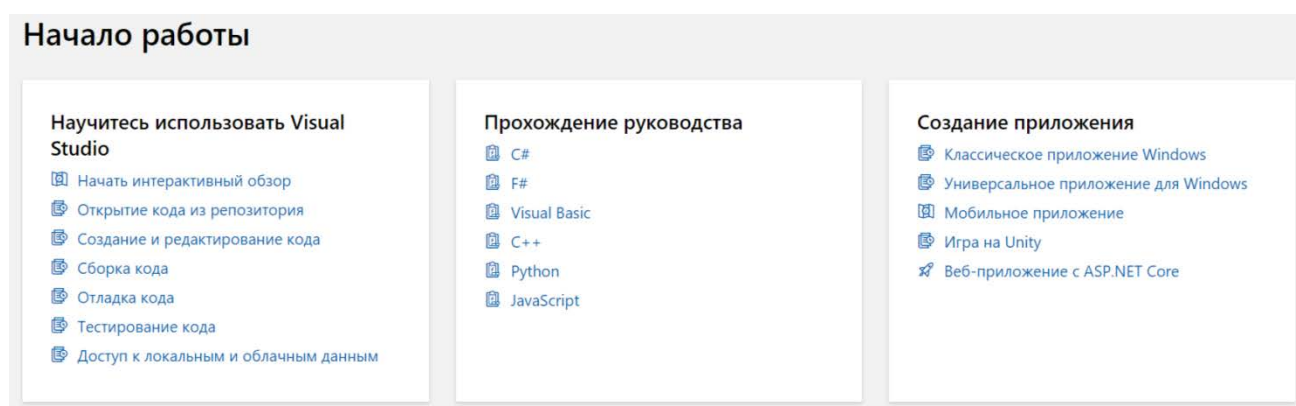 Начало работы
Научитесь использовать Visual
Studio
Начать интерактивный обзор
Открытие кода из репозитория
Создание и редактирование кода
Сборка кода
Отладка кода
Тестирование кода
Доступ к локальным и облачным данным
Прохождение руководства
C#
F#
Visual Basic
C++
Python
JavaScript
Создание приложения
Классическое приложение Windows
Универсальное приложение для Windows
Мобильное приложение
Игра на Unity
Веб-приложение с ASP.NET Core